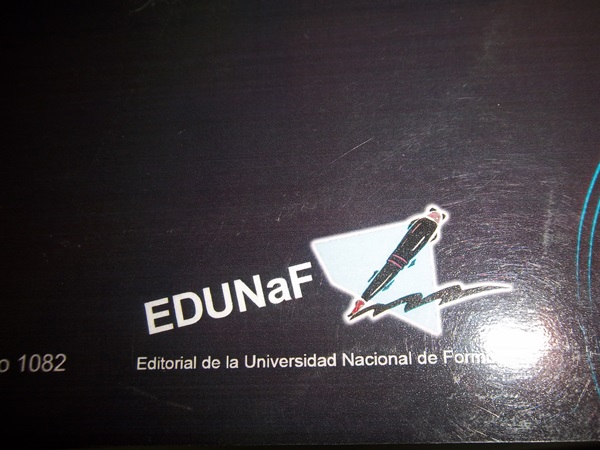 EDUNaF
o 1082
Editorial de la Universidad Nacional de